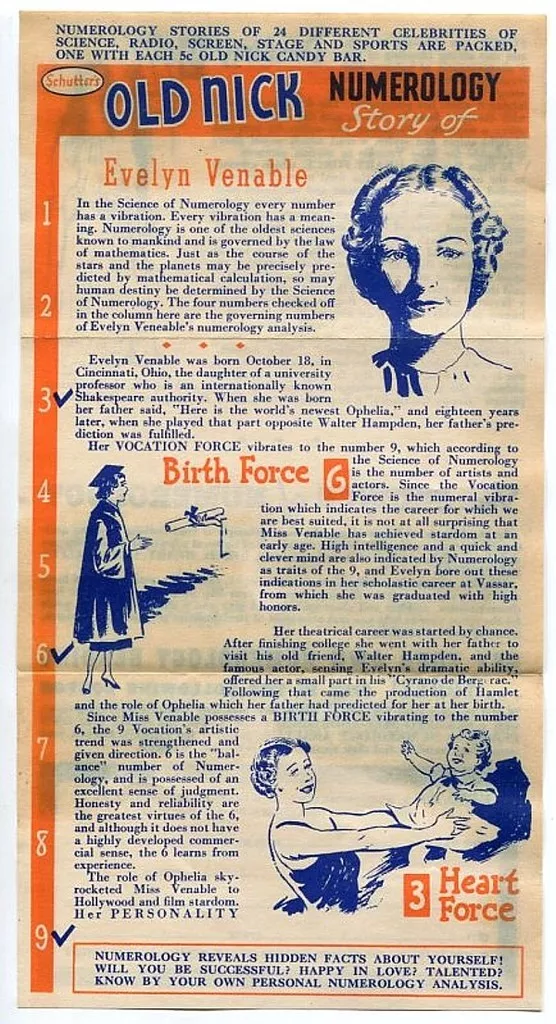 NUMEROLOGY STORIES OF 24 DIFFERENT CELEBRITIES OF
SCIENCE, RADIO, SCREEN, STAGE AND SPORTS ARE PACKED,
ONE WITH EACH 5c OLD NICK CANDY BAR.
Schutter's
OLD NICK NUMEROLOGY
Story of
Evelyn Venable
In the Science of Numerology every number
has a vibration. Every vibration has a mean-
ing. Numerology is one of the oldest sciences
known to mankind and is governed by the law
of mathematics. Just as the course of the
stars and the planets may be precisely pre-
dicted by mathematical calculation, so may
human destiny be determined by the Science
of Numerology. The four numbers checked off
in the column here are the governing numbers
of Evelyn Veneable's numerology analysis.
Evelyn Venable was born October 18, in
Cincinnati, Ohio, the daughter of a university
professor who is an internationally known
Shakespeare authority. When she was born
her father said, "Here is the world's newest Ophelia," and eighteen years
later, when she played that part opposite Walter Hampden, her father's pre-
diction was fulfilled.
Her VOCATION FORCE vibrates to the number 9, which according to
the Science of Numerology
is the number of artists and
actors. Since the Vocation
Force is the numeral vibra-
tion which indicates the career for which we
are best suited, it is not at all surprising that
Miss Venable has achieved stardom at an
early age. High intelligence and a quick and
clever mind are also indicated by Numerology
as traits of the 9, and Evelyn bore out these
indications in her scholastic career at Vassar,
from which she was graduated with high
honors.
Birth Force 6
Her theatrical career was started by chance.
After finishing college she went with her father to
visit his old friend, Walter Hampden, and the
famous actor, sensing Evelyn's dramatic ability,
offered her a small part in his "Cyrano de Bergerac."
Following that came the production of Hamlet
and the role of Ophelia which her father had predicted for her at her birth.
Since Miss Venable possesses a BIRTH FORCE vibrating to the number
6, the 9 Vocation's artistic
trend was strengthened and
given direction. 6 is the "bal-
ance" number of Numer-
ology, and is possessed of an
excellent sense of judgment.
Honesty and reliability are
the greatest virtues of the 6,
and although it does not have
a highly developed commer-
cial sense, the 6 learns from
experience.
The role of Ophelia sky-
rocketed Miss Venable to
Hollywood and film stardom.
Her PERSONALITY
3 Heart
Force
1
2
3
4
5
6
7
8
9
NUMEROLOGY REVEALS HIDDEN FACTS ABOUT YOURSELF!
WILL YOU BE SUCCESSFUL? HAPPY IN LOVE? TALENTED?
KNOW BY YOUR OWN PERSONAL NUMEROLOGY ANALYSIS.